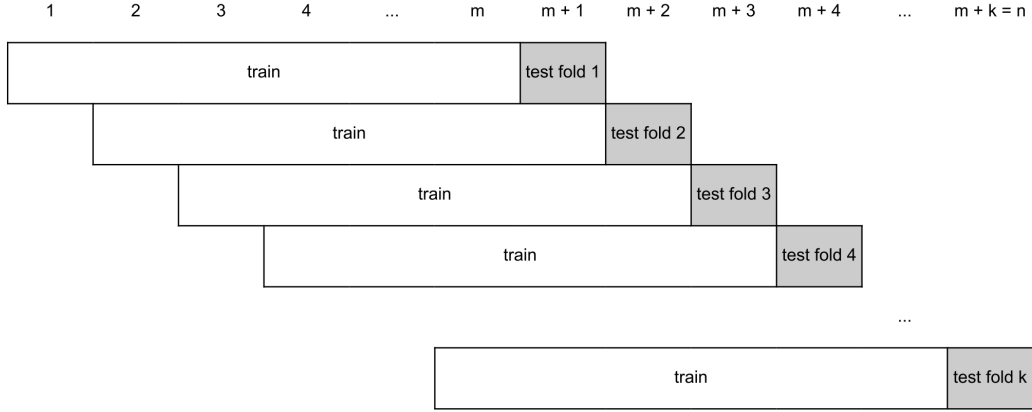 1 2 3 4 ... m m + 1 m + 2 m + 3 m + 4 ... m + k = n
train test fold 1
train test fold 2
train test fold 3
train test fold 4
...
train test fold k